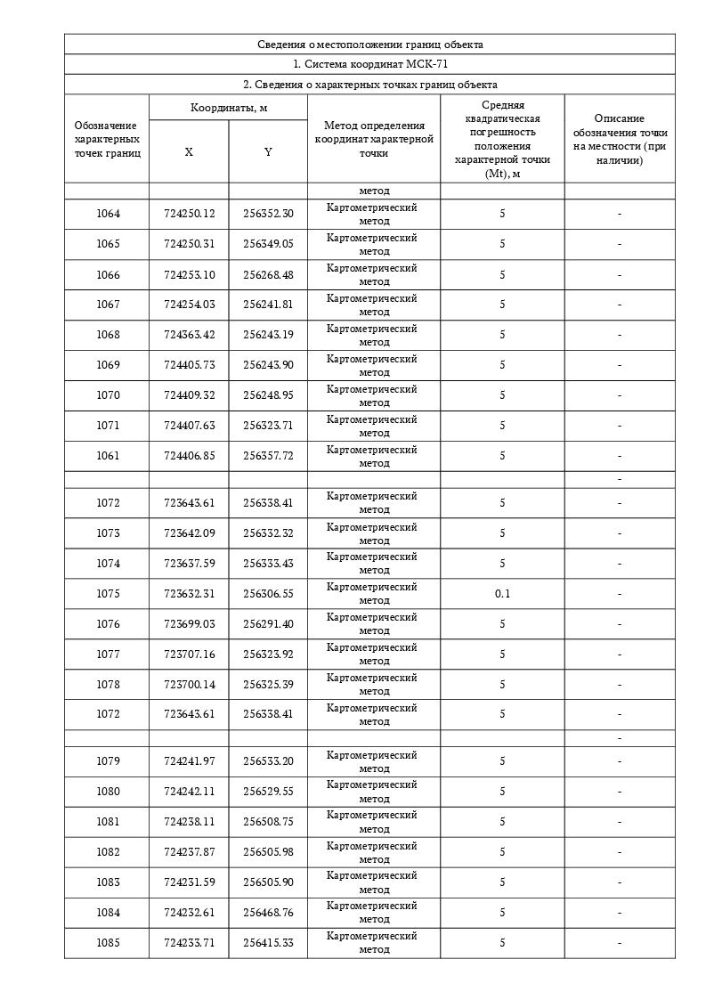 Сведения о местоположении границ объекта
1. Система координат МСК-71
2. Сведения о характерных точках границ объекта
Обозначение характерных точек границ | Координаты, м | Метод определения координат характерной точки | Средняя квадратическая погрешность положения характерной точки (Mt), м | Описание обозначения точки на местности (при наличии)
X | Y
метод
1064 724250.12 256352.30 Картометрический метод 5 -
1065 724250.31 256349.05 Картометрический метод 5 -
1066 724253.10 256268.48 Картометрический метод 5 -
1067 724254.03 256241.81 Картометрический метод 5 -
1068 724363.42 256243.19 Картометрический метод 5 -
1069 724405.73 256243.90 Картометрический метод 5 -
1070 724409.32 256248.95 Картометрический метод 5 -
1071 724407.63 256323.71 Картометрический метод 5 -
1061 724406.85 256357.72 Картометрический метод 5 -
-
1072 723643.61 256338.41 Картометрический метод 5 -
1073 723642.09 256332.32 Картометрический метод 5 -
1074 723637.59 256333.43 Картометрический метод 5 -
1075 723632.31 256306.55 Картометрический метод 0.1 -
1076 723699.03 256291.40 Картометрический метод 5 -
1077 723707.16 256323.92 Картометрический метод 5 -
1078 723700.14 256325.39 Картометрический метод 5 -
1072 723643.61 256338.41 Картометрический метод 5 -
-
1079 724241.97 256533.20 Картометрический метод 5 -
1080 724242.11 256529.55 Картометрический метод 5 -
1081 724238.11 256508.75 Картометрический метод 5 -
1082 724237.87 256505.98 Картометрический метод 5 -
1083 724231.59 256505.90 Картометрический метод 5 -
1084 724232.61 256468.76 Картометрический метод 5 -
1085 724233.71 256415.33 Картометрический метод 5 -